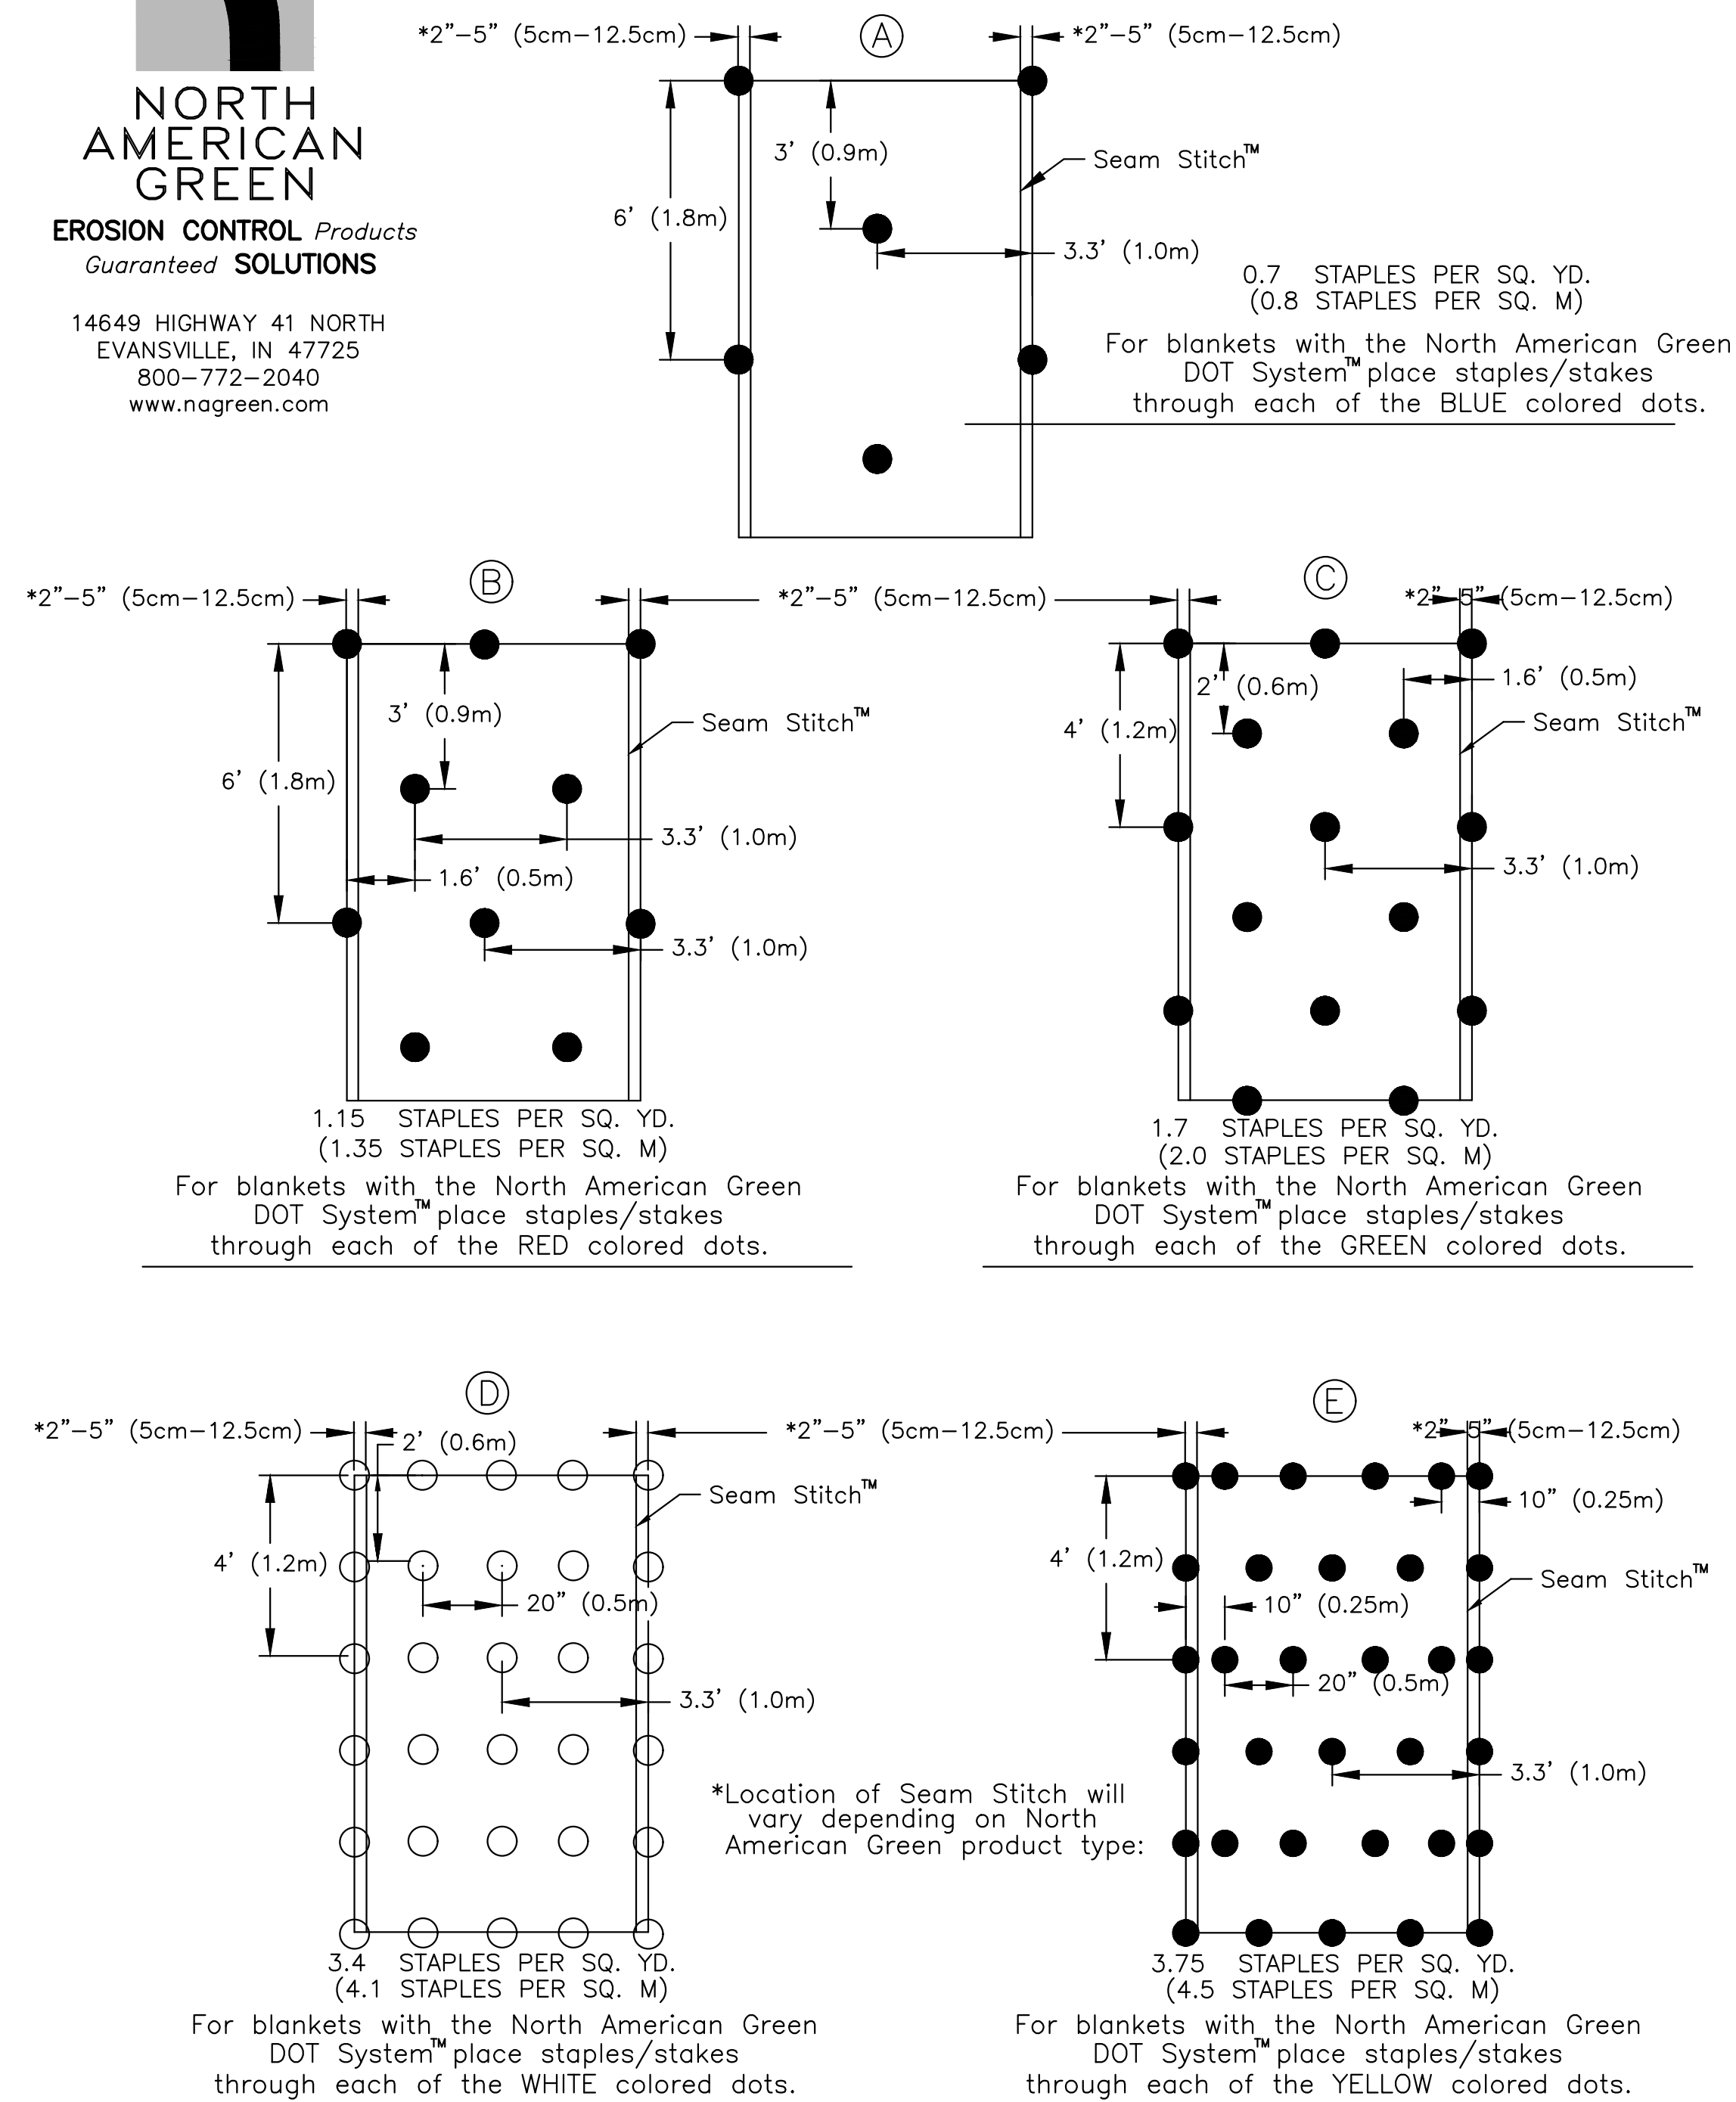 NORTH
AMERICAN
GREEN
EROSION CONTROL Products
Guaranteed SOLUTIONS
14649 HIGHWAY 41 NORTH
EVANSVILLE, IN 47725
800-772-2040
www.nagreen.com
*2"-5" (5cm-12.5cm)
A
*2"-5" (5cm-12.5cm)
3' (0.9m)
Seam Stitch™
6' (1.8m)
3.3' (1.0m)
0.7 STAPLES PER SQ. YD.
(0.8 STAPLES PER SQ. M)
For blankets with the North American Green
DOT System™ place staples/stakes
through each of the BLUE colored dots.
*2"-5" (5cm-12.5cm)
B
*2"-5" (5cm-12.5cm)
3' (0.9m)
Seam Stitch™
6' (1.8m)
3.3' (1.0m)
1.6' (0.5m)
3.3' (1.0m)
1.15 STAPLES PER SQ. YD.
(1.35 STAPLES PER SQ. M)
For blankets with the North American Green
DOT System™ place staples/stakes
through each of the RED colored dots.
C
*2"-5" (5cm-12.5cm)
1.6' (0.5m)
2' (0.6m)
Seam Stitch™
4' (1.2m)
3.3' (1.0m)
1.7 STAPLES PER SQ. YD.
(2.0 STAPLES PER SQ. M)
For blankets with the North American Green
DOT System™ place staples/stakes
through each of the GREEN colored dots.
D
*2"-5" (5cm-12.5cm)
*2"-5" (5cm-12.5cm)
2' (0.6m)
Seam Stitch™
4' (1.2m)
20" (0.5m)
3.3' (1.0m)
3.4 STAPLES PER SQ. YD.
(4.1 STAPLES PER SQ. M)
For blankets with the North American Green
DOT System™ place staples/stakes
through each of the WHITE colored dots.
*Location of Seam Stitch will
vary depending on North
American Green product type:
E
*2"-5" (5cm-12.5cm)
10" (0.25m)
4' (1.2m)
Seam Stitch™
10" (0.25m)
20" (0.5m)
3.3' (1.0m)
3.75 STAPLES PER SQ. YD.
(4.5 STAPLES PER SQ. M)
For blankets with the North American Green
DOT System™ place staples/stakes
through each of the YELLOW colored dots.